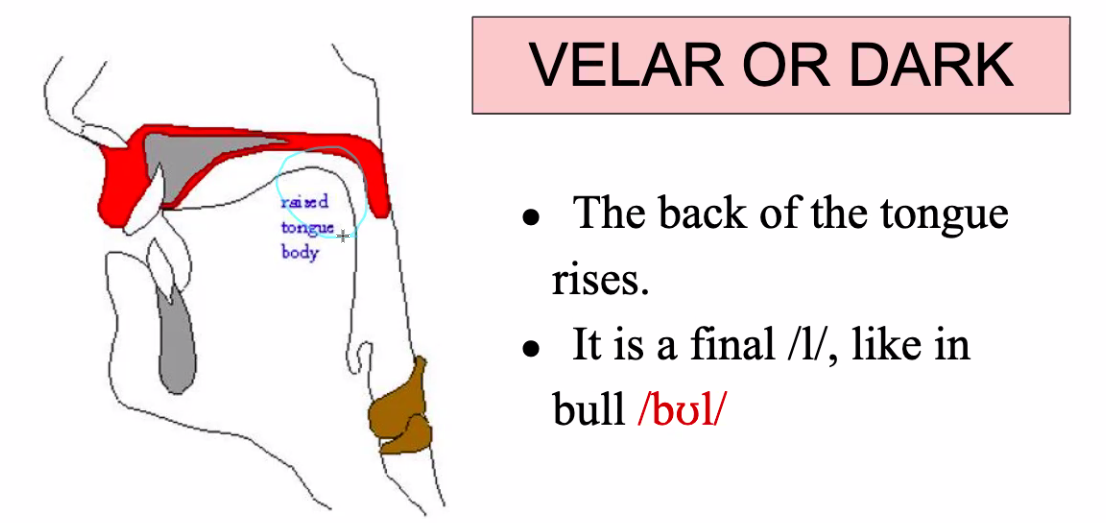 VELAR OR DARK
raised
tongue
body
● The back of the tongue
rises.
● It is a final /l/, like in
bull /bʊl/